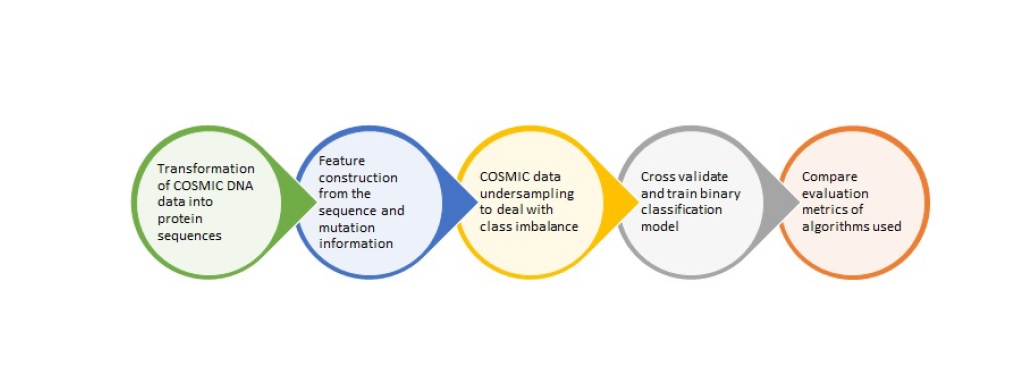 Transformation
of COSMIC DNA
data into
protein
sequences
Feature
construction
from the
sequence and
mutation
information
COSMIC data
undersampling
to deal with
class imbalance
Cross validate
and train binary
classification
model
Compare
evaluation
metrics of
algorithms used